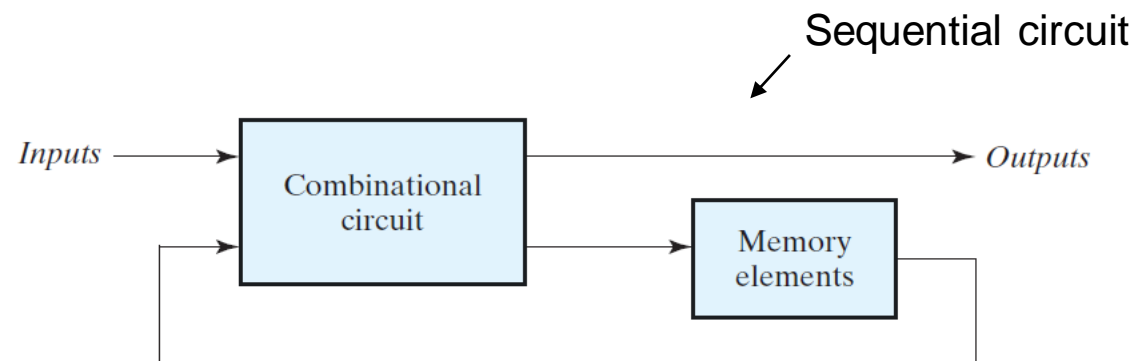 Sequential circuit
Inputs
Outputs
Combinational
circuit
Memory
elements